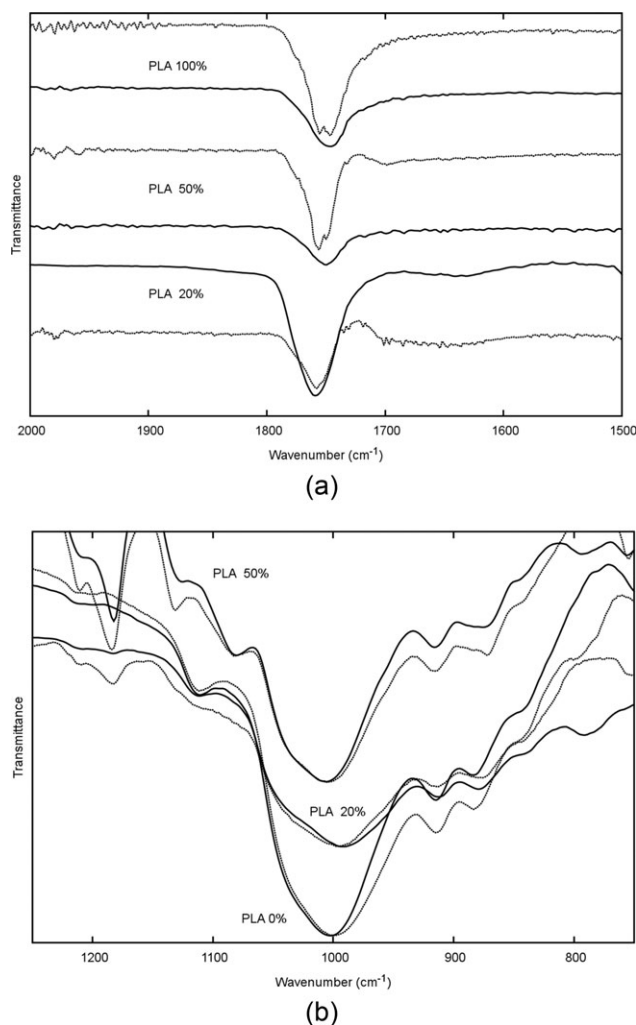 PLA 100%
PLA 50%
PLA 20%
Transmittance
2000 1900 1800 1700 1600 1500
Wavenumber (cm-1)
(a)
PLA 50%
PLA 20%
PLA 0%
Transmittance
1200 1100 1000 900 800
Wavenumber (cm-1)
(b)